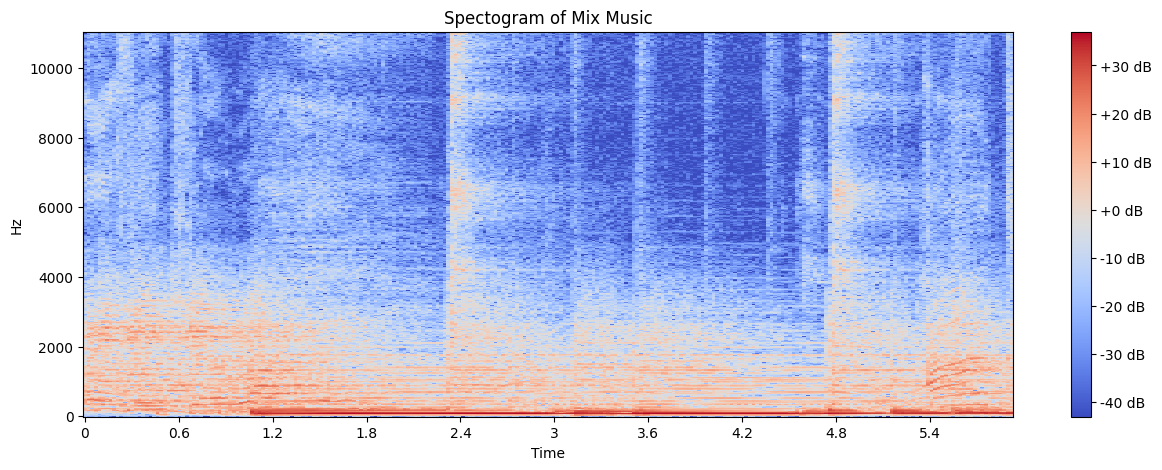 Spectogram of Mix Music
Hz
10000
8000
6000
4000
2000
0
0 0.6 1.2 1.8 2.4 3 3.6 4.2 4.8 5.4
Time
+30 dB
+20 dB
+10 dB
+0 dB
-10 dB
-20 dB
-30 dB
-40 dB